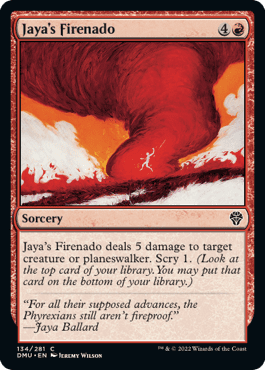 Jaya's Firenado 4
Sorcery
Jaya's Firenado deals 5 damage to target
creature or planeswalker. Scry 1. (Look at
the top card of your library. You may put that
card on the bottom of your library.)
"For all their supposed advances, the
Phyrexians still aren't fireproof."
—Jaya Ballard
134/281 C
DMU • EN JEREMY WILSON
™ & © 2022 Wizards of the Coast